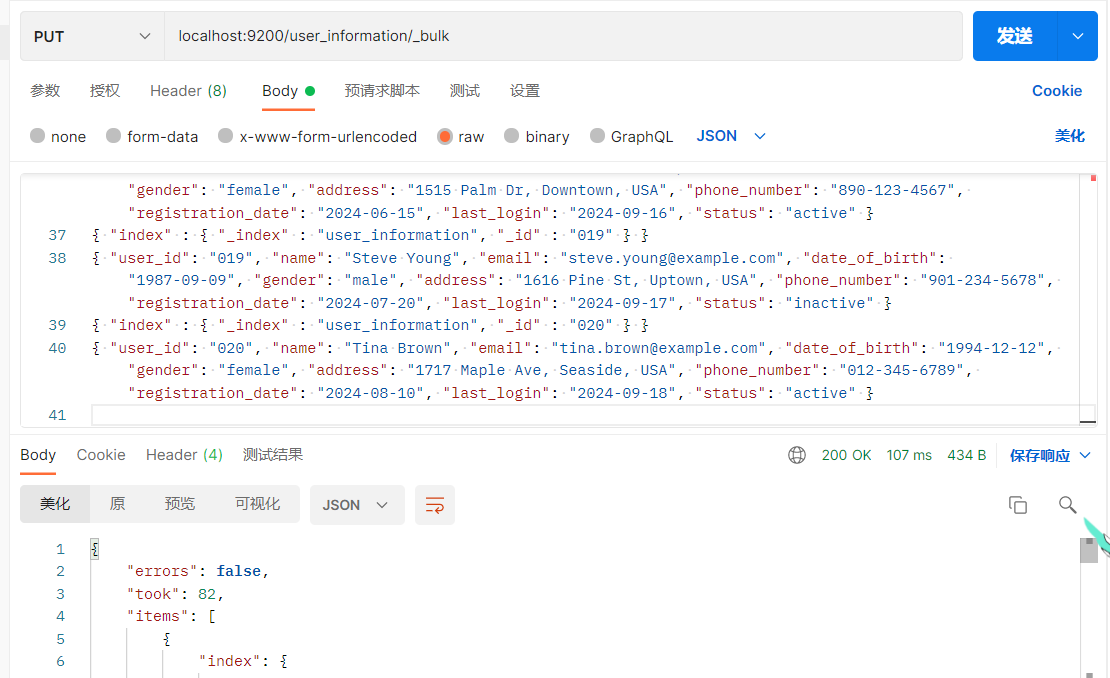 PUT localhost:9200/user_information/_bulk 发送
参数 授权 Header (8) Body 预请求脚本 测试 设置 Cookie
none form-data x-www-form-urlencoded raw binary GraphQL JSON 美化
"gender": "female", "address": "1515 Palm Dr, Downtown, USA", "phone_number": "890-123-4567",
"registration_date": "2024-06-15", "last_login": "2024-09-16", "status": "active" }
37 { "index" : { "_index" : "user_information", "_id" : "019" } }
38 { "user_id": "019", "name": "Steve Young", "email": "steve.young@example.com", "date_of_birth":
"1987-09-09", "gender": "male", "address": "1616 Pine St, Uptown, USA", "phone_number": "901-234-5678",
"registration_date": "2024-07-20", "last_login": "2024-09-17", "status": "inactive" }
39 { "index" : { "_index" : "user_information", "_id" : "020" } }
40 { "user_id": "020", "name": "Tina Brown", "email": "tina.brown@example.com", "date_of_birth": "1994-12-12",
"gender": "female", "address": "1717 Maple Ave, Seaside, USA", "phone_number": "012-345-6789",
"registration_date": "2024-08-10", "last_login": "2024-09-18", "status": "active" }
41
Body Cookie Header (4) 测试结果 200 OK 107 ms 434 B 保存响应
美化 原 预览 可视化 JSON
1 {
2 "errors": false,
3 "took": 82,
4 "items": [
5 {
6 "index": {